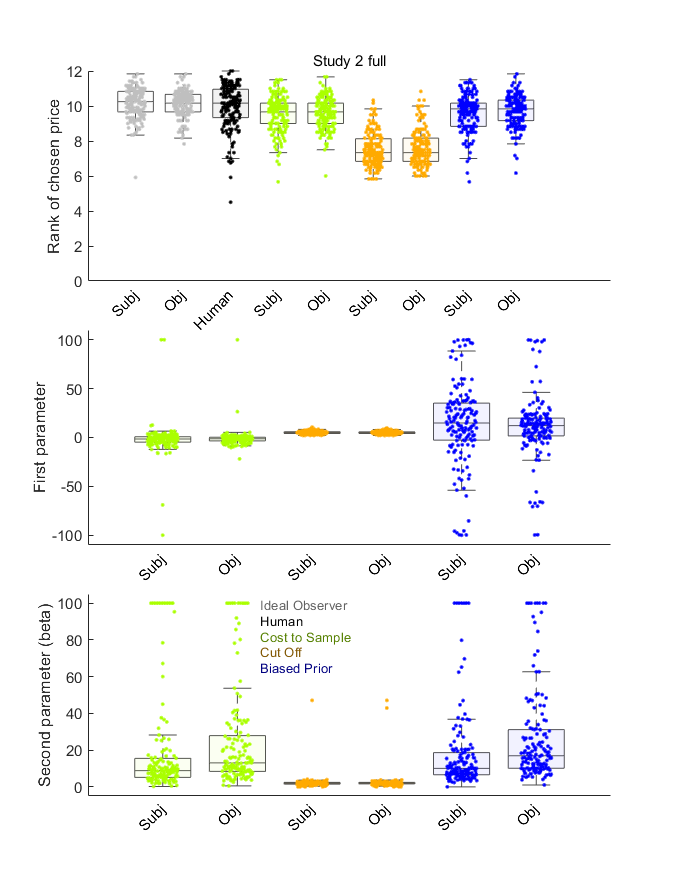 Study 2 full
12
10
8
6
4
2
0
Rank of chosen price
Subj
Obj
Human
Subj
Obj
Subj
Obj
Subj
Obj
100
50
0
-50
-100
First parameter
Subj
Obj
Subj
Obj
Subj
Obj
100
80
60
40
20
0
Second parameter (beta)
Ideal Observer
Human
Cost to Sample
Cut Off
Biased Prior
Subj
Obj
Subj
Obj
Subj
Obj